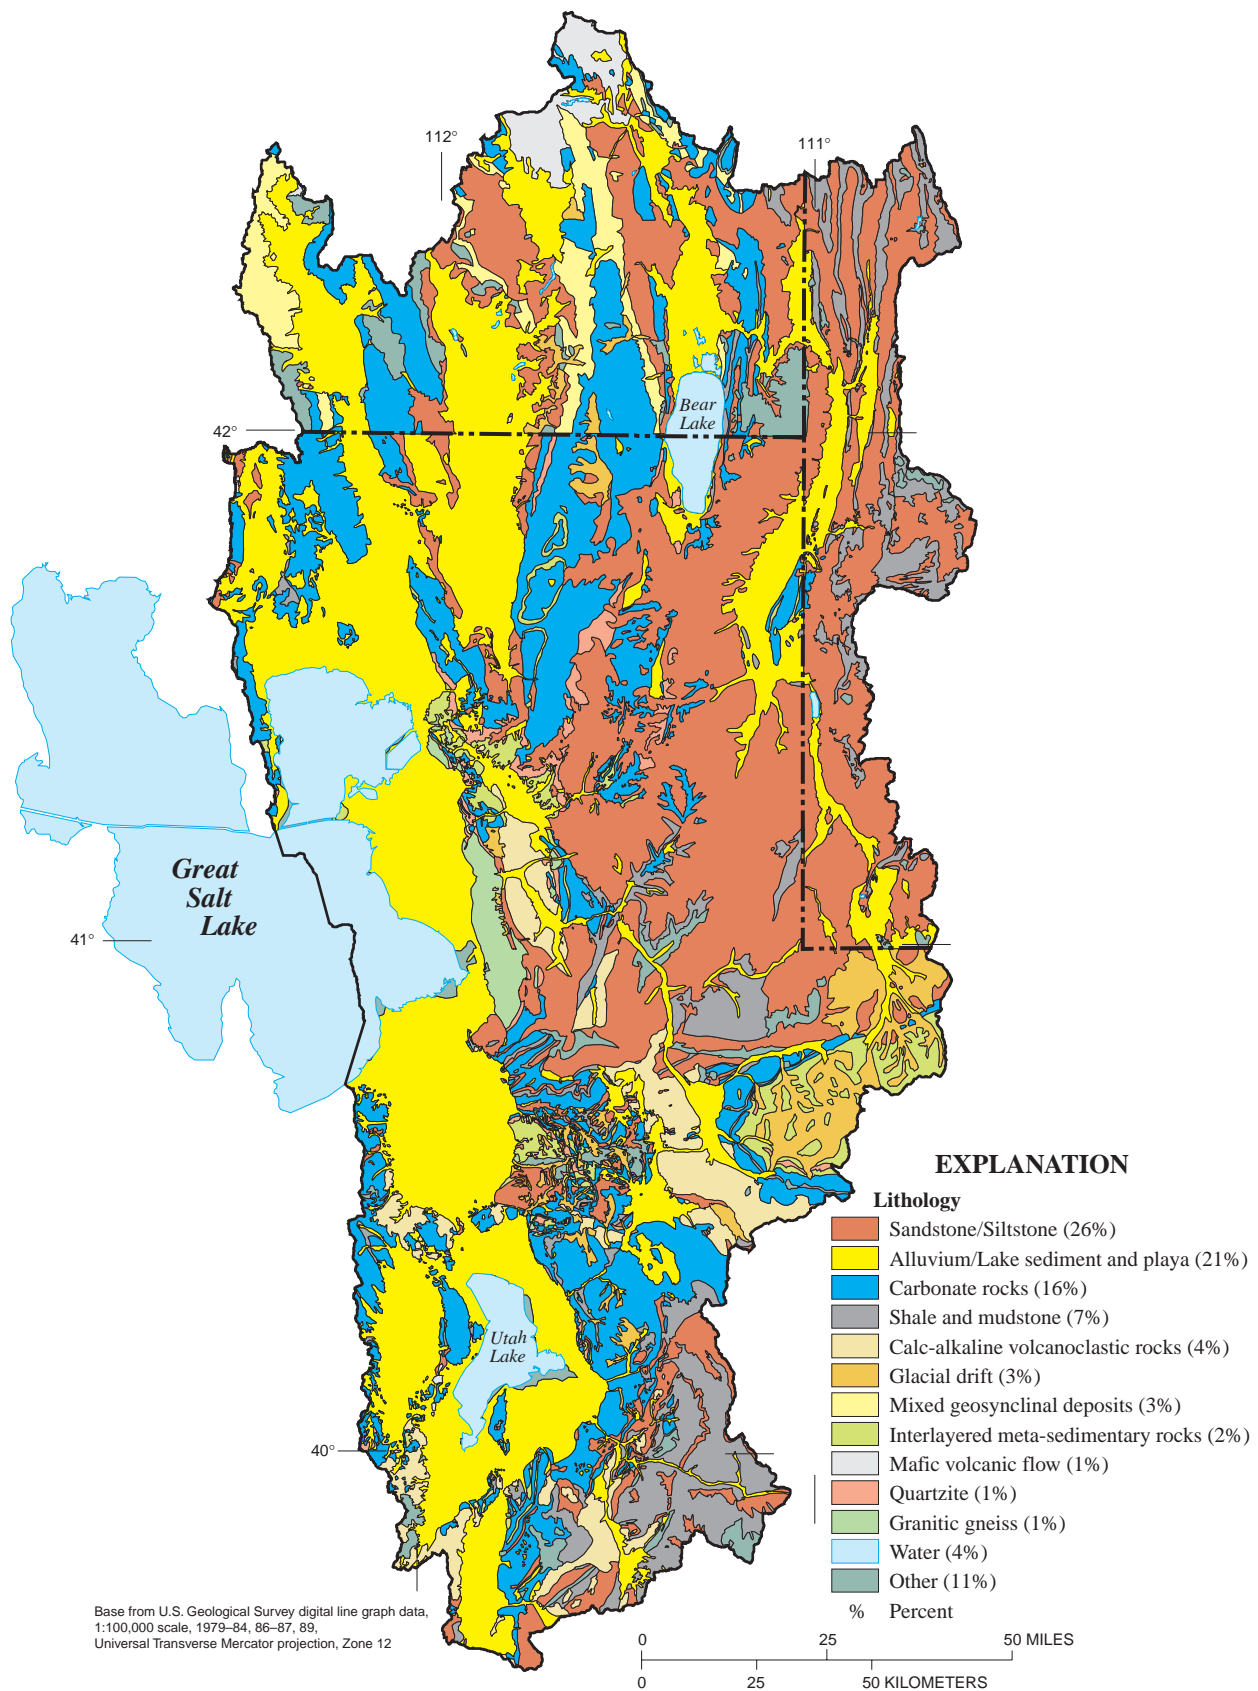 112°
111°
Bear
Lake
42°
Great
Salt
Lake
41°
EXPLANATION
Lithology
Sandstone/Siltstone (26%)
Alluvium/Lake sediment and playa (21%)
Carbonate rocks (16%)
Shale and mudstone (7%)
Calc-alkaline volcanoclastic rocks (4%)
Glacial drift (3%)
Mixed geosynclinal deposits (3%)
Interlayered meta-sedimentary rocks (2%)
Mafic volcanic flow (1%)
Quartzite (1%)
Granitic gneiss (1%)
Water (4%)
Other (11%)
% Percent
Utah
Lake
40°
Base from U.S. Geological Survey digital line graph data,
1:100,000 scale, 1979–84, 86–87, 89,
Universal Transverse Mercator projection, Zone 12
0 25 50 MILES
0 25 50 KILOMETERS